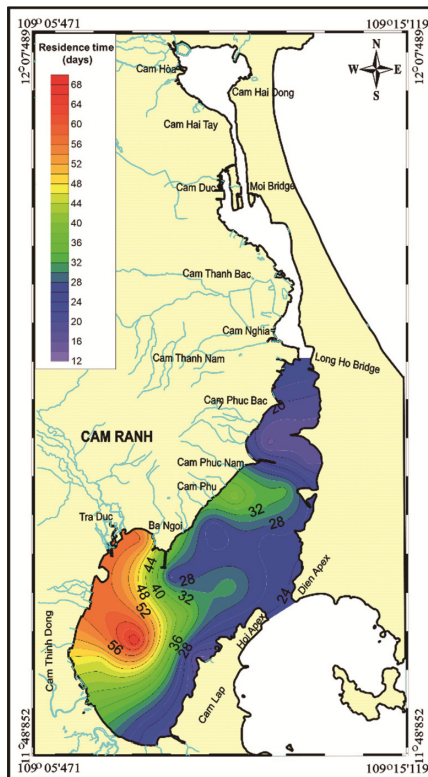 109°05'471
109°15'119
12°07'489
12°07'489
Residence time
(days)
68
64
60
56
52
48
44
40
36
32
28
24
20
16
12
N
W
E
S
Cam Hòa
Cam Hai Dong
Cam Hai Tay
Cam Duc
Moi Bridge
Cam Thanh Bac
Cam Nghia
Cam Thanh Nam
Long Ho Bridge
Cam Phuc Bac
CAM RANH
Cam Phuc Nam
Cam Phu
32
28
Tra Duc
Ba Ngoi
44
28
40
32
48
52
24
Dien Apex
36
28
56
Hoi Apex
Cam Thinh Dong
Cam Lap
11°48'852
11°48'852
109°05'471
109°15'119